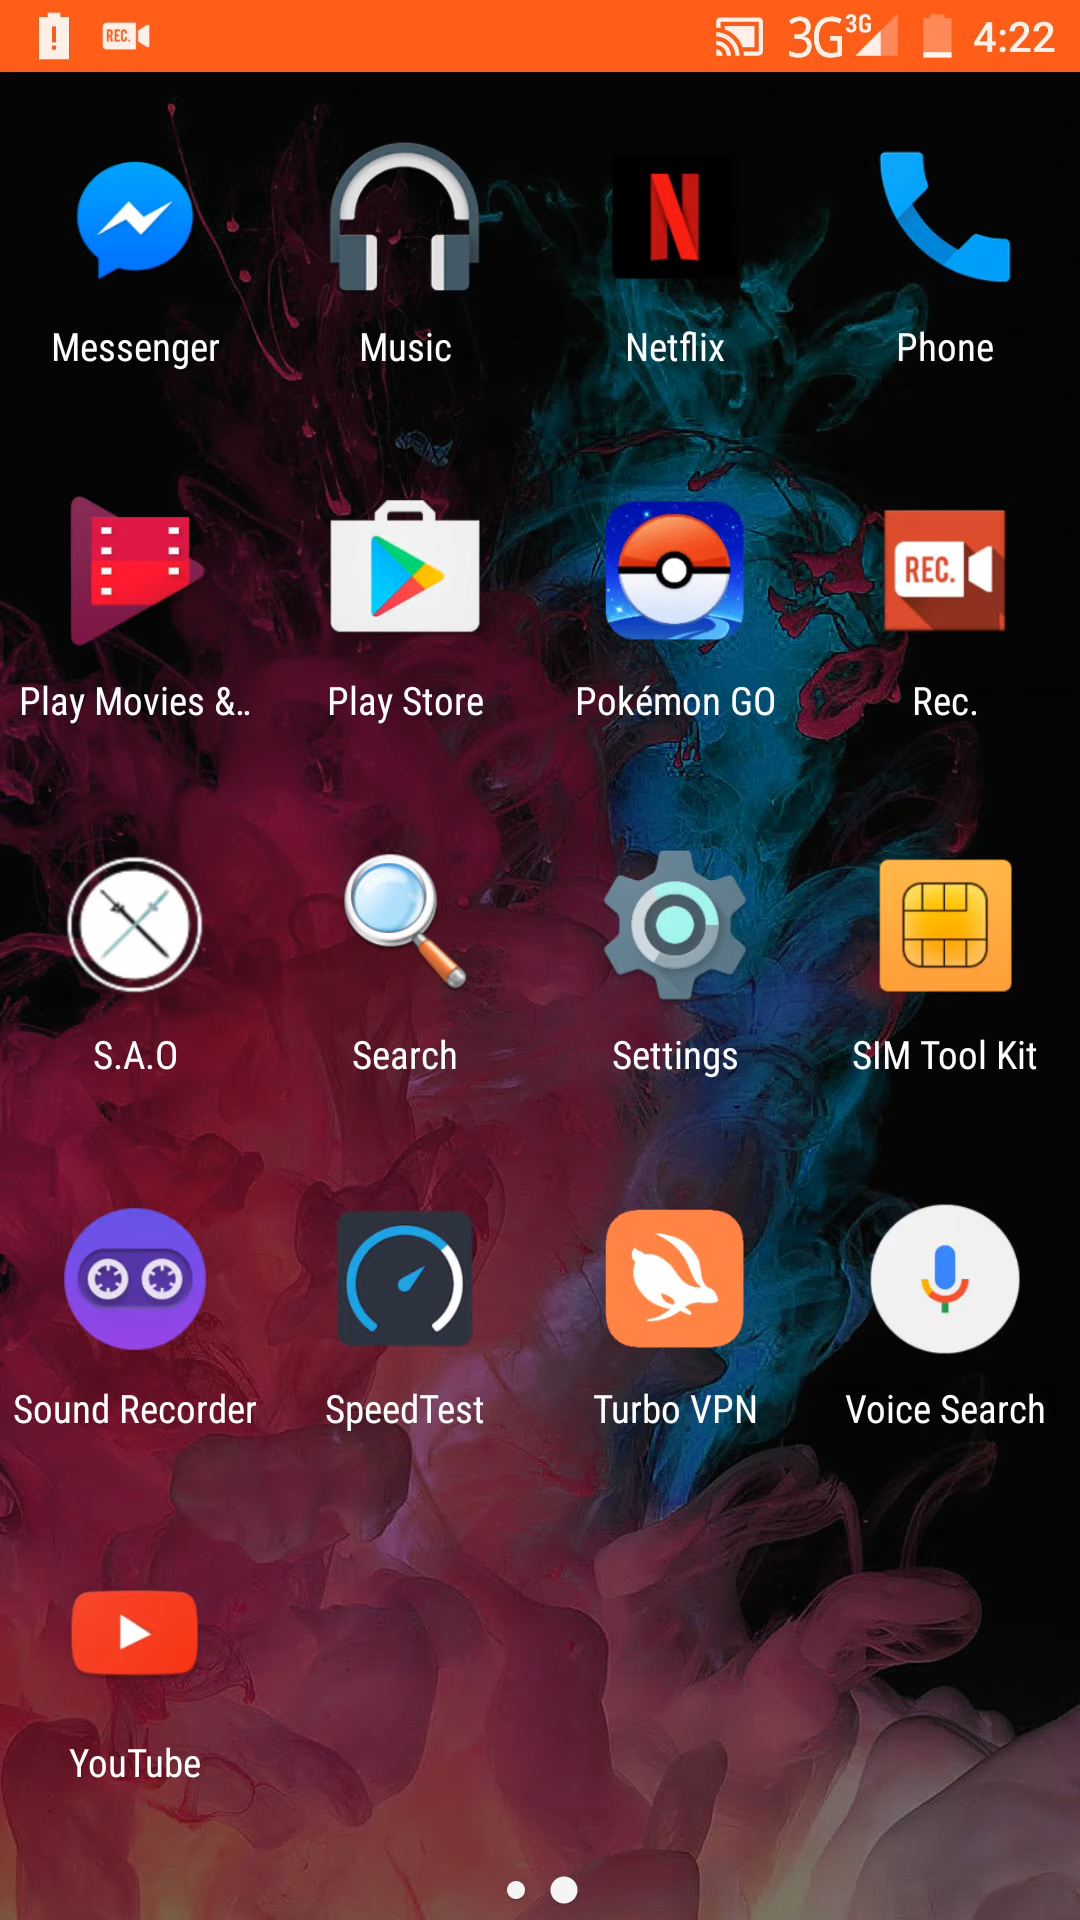 REC. 3G 3G 4:22
Messenger Music Netflix Phone
REC.
Play Movies &.. Play Store Pokémon GO Rec.
S.A.O Search Settings SIM Tool Kit
Sound Recorder SpeedTest Turbo VPN Voice Search
YouTube